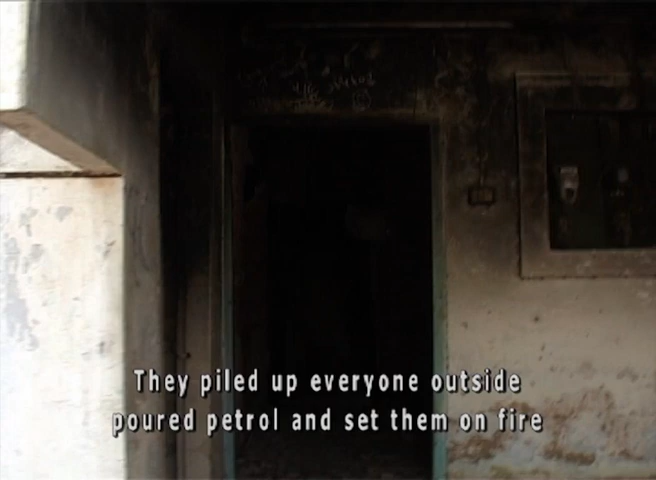 They piled up everyone outside
poured petrol and set them on fire